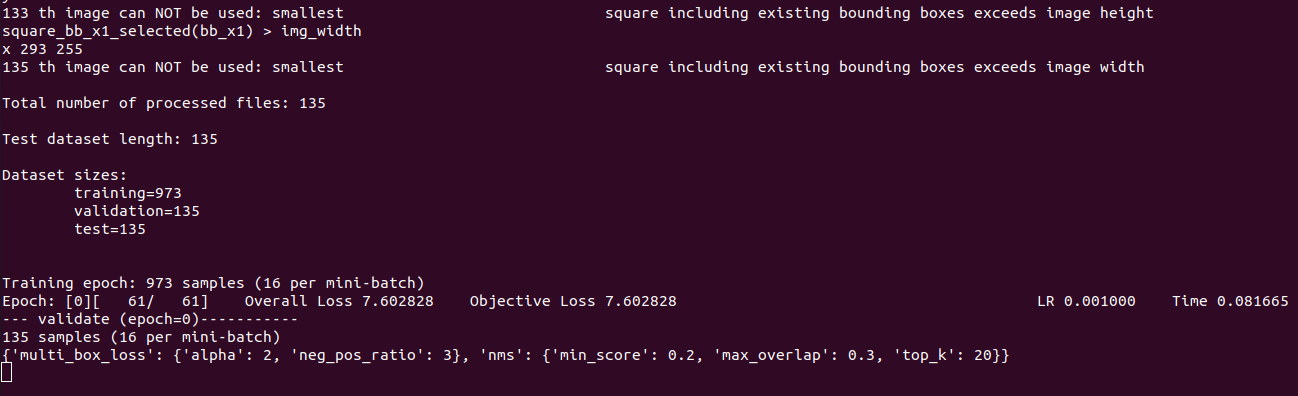 133 th image can NOT be used: smallest                             square including existing bounding boxes exceeds image height
square_bb_x1_selected(bb_x1) > img_width
x 293 255
135 th image can NOT be used: smallest                             square including existing bounding boxes exceeds image width
Total number of processed files: 135
Test dataset length: 135
Dataset sizes:
        training=973
        validation=135
        test=135
Training epoch: 973 samples (16 per mini-batch)
Epoch: [0][   61/   61]    Overall Loss 7.602828    Objective Loss 7.602828                                        LR 0.001000    Time 0.081665
--- validate (epoch=0)-----------
135 samples (16 per mini-batch)
{'multi_box_loss': {'alpha': 2, 'neg_pos_ratio': 3}, 'nms': {'min_score': 0.2, 'max_overlap': 0.3, 'top_k': 20}}